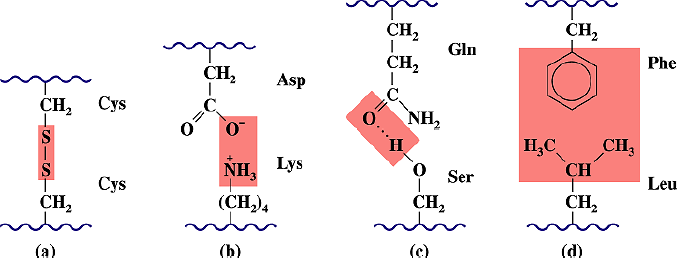 Cys
CH₂
S
S
CH₂
Cys
(a)
CH₂
Asp
C
O
O⁻
+
NH₃
Lys
(CH₂)₄
(b)
CH₂
CH₂
Gln
C
O
NH₂
H
O
Ser
CH₂
(c)
CH₂
Phe
H₃C
CH₃
CH
Leu
CH₂
(d)